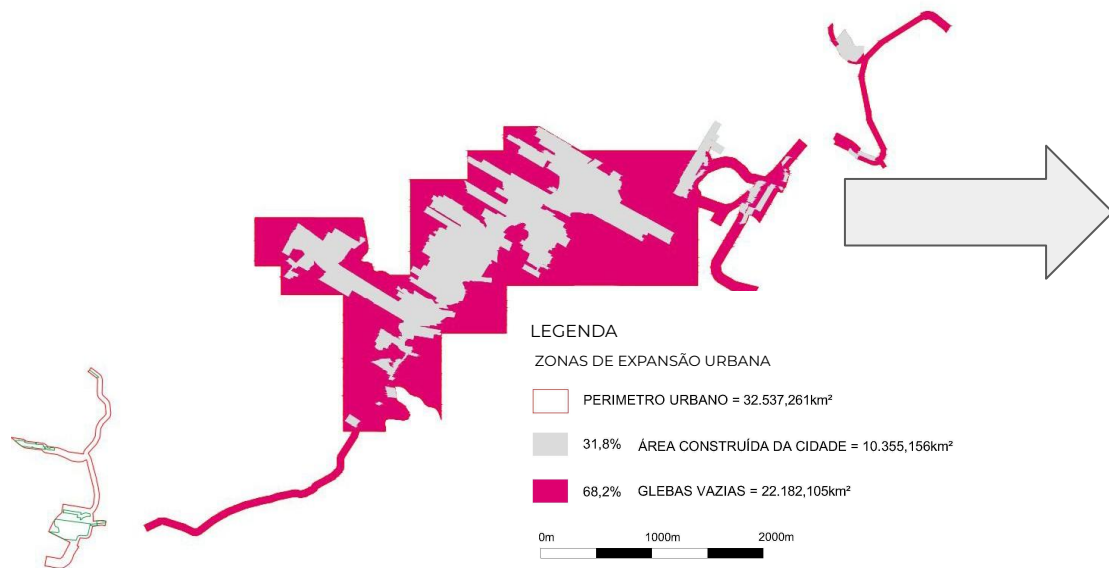 LEGENDA
ZONAS DE EXPANSÃO URBANA
PERIMETRO URBANO = 32.537,261km²
31,8% ÁREA CONSTRUÍDA DA CIDADE = 10.355,156km²
68,2% GLEBAS VAZIAS = 22.182,105km²
0m 1000m 2000m